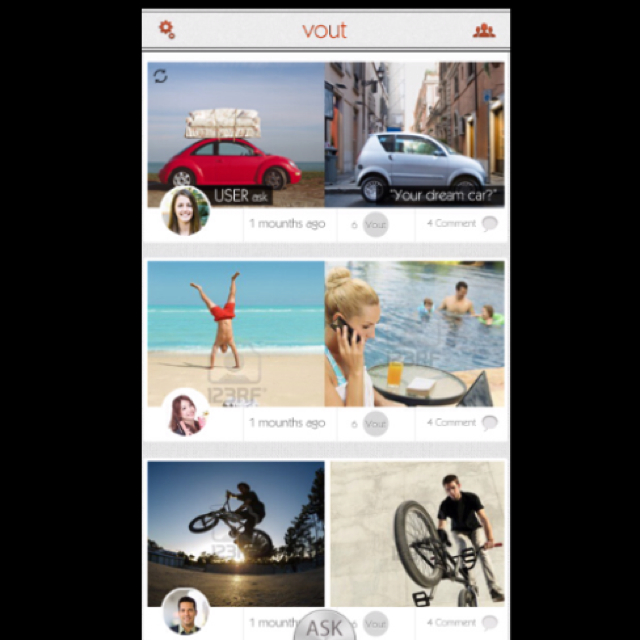 vout
USER ask "Your dream car?"
1 mounths ago 6 Vout 4 Comment
123RF 123RF
1 mounths ago 6 Vout 4 Comment
123RF
1 mounth ASK 6 Vout 4 Comment